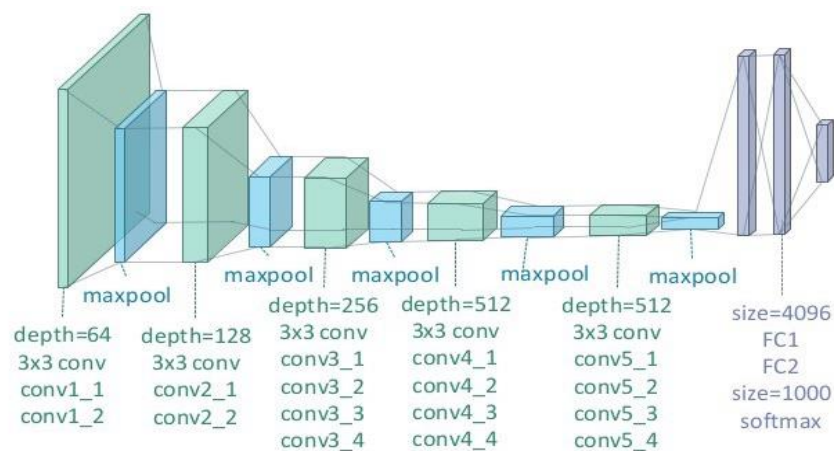 maxpool
maxpool
maxpool
maxpool
maxpool
depth=64
3x3 conv
conv1_1
conv1_2
depth=128
3x3 conv
conv2_1
conv2_2
depth=256
3x3 conv
conv3_1
conv3_2
conv3_3
conv3_4
depth=512
3x3 conv
conv4_1
conv4_2
conv4_3
conv4_4
depth=512
3x3 conv
conv5_1
conv5_2
conv5_3
conv5_4
size=4096
FC1
FC2
size=1000
softmax